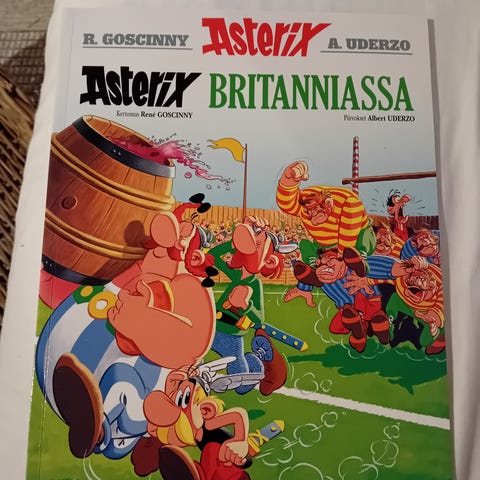 R. GOSCINNY Asterix A. UDERZO
Asterix BRITANNIASSA
Kertomus René GOSCINNY
Piirrokset Albert UDERZO